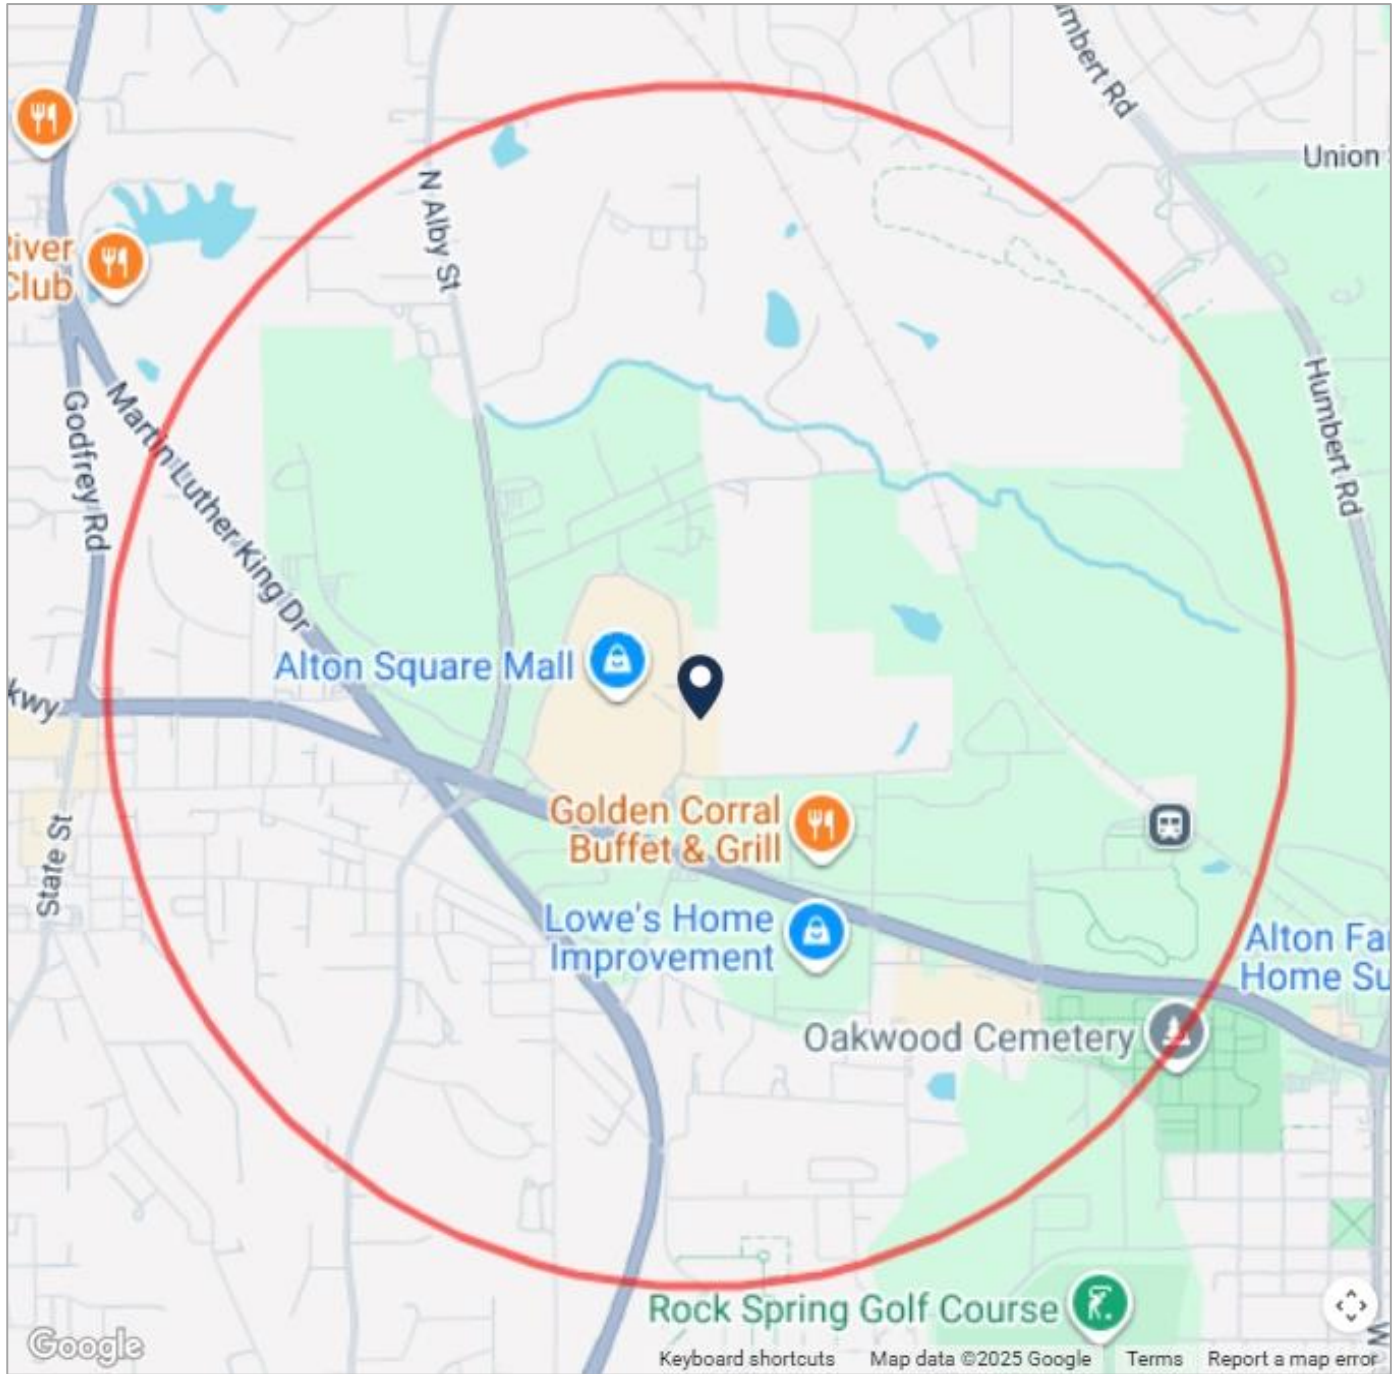 umbert Rd
Union
N Alby St
River
Club
Martin Luther King Dr
Godfrey Rd
Humbert Rd
Alton Square Mall
kwy
Golden Corral
Buffet & Grill
State St
Lowe's Home
Improvement
Alton Fa
Home Su
Oakwood Cemetery
Rock Spring Golf Course
W
Google
Keyboard shortcuts
Map data ©2025 Google
Terms
Report a map error